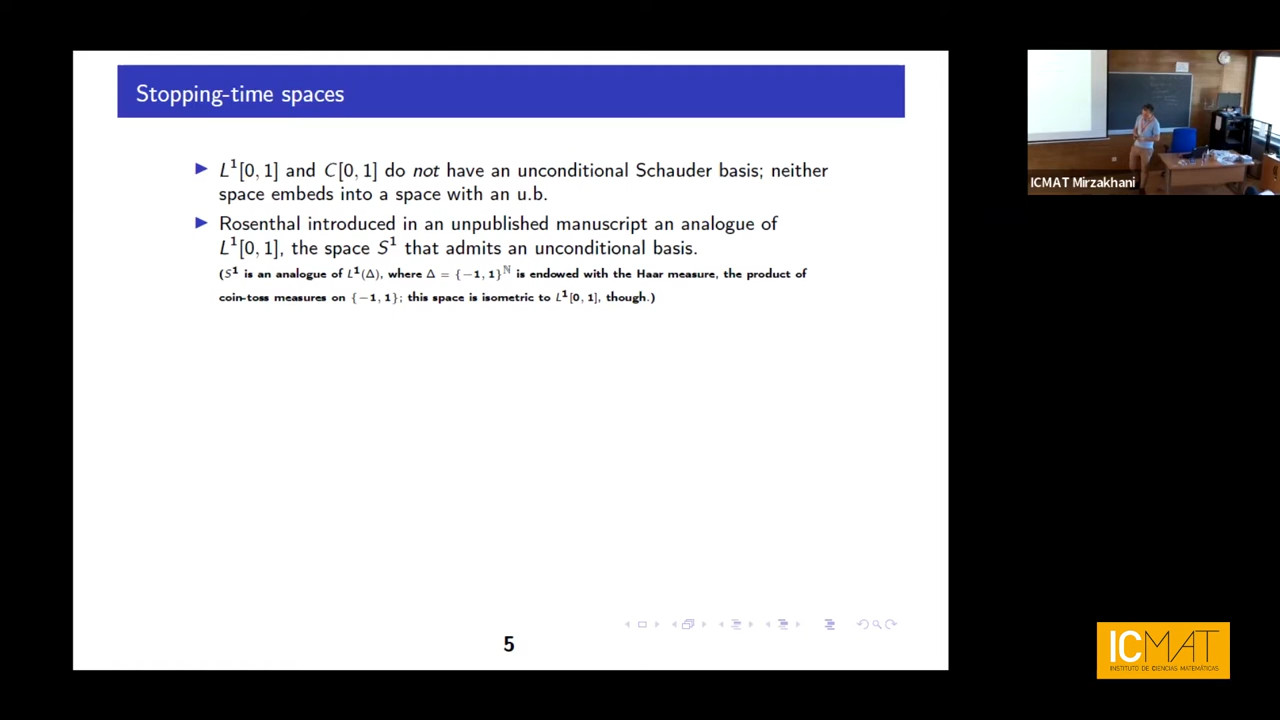 Stopping-time spaces
▶ L¹[0, 1] and C[0, 1] do not have an unconditional Schauder basis; neither
space embeds into a space with an u.b.
▶ Rosenthal introduced in an unpublished manuscript an analogue of
L¹[0, 1], the space S¹ that admits an unconditional basis.
(S¹ is an analogue of L¹(Δ), where Δ = {−1, 1}ᴺ is endowed with the Haar measure, the product of
coin-toss measures on {−1, 1}; this space is isometric to L¹[0, 1], though.)
5
ICMAT Mirzakhani
ICMAT
INSTITUTO DE CIENCIAS MATEMÁTICAS